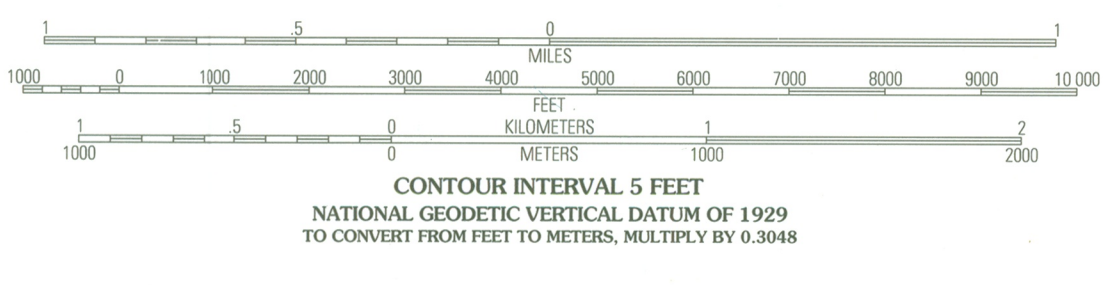 1 .5 0 1
MILES
1000 0 1000 2000 3000 4000 5000 6000 7000 8000 9000 10 000
FEET
1 .5 0 KILOMETERS 1 2
1000 0 METERS 1000 2000
CONTOUR INTERVAL 5 FEET
NATIONAL GEODETIC VERTICAL DATUM OF 1929
TO CONVERT FROM FEET TO METERS, MULTIPLY BY 0.3048